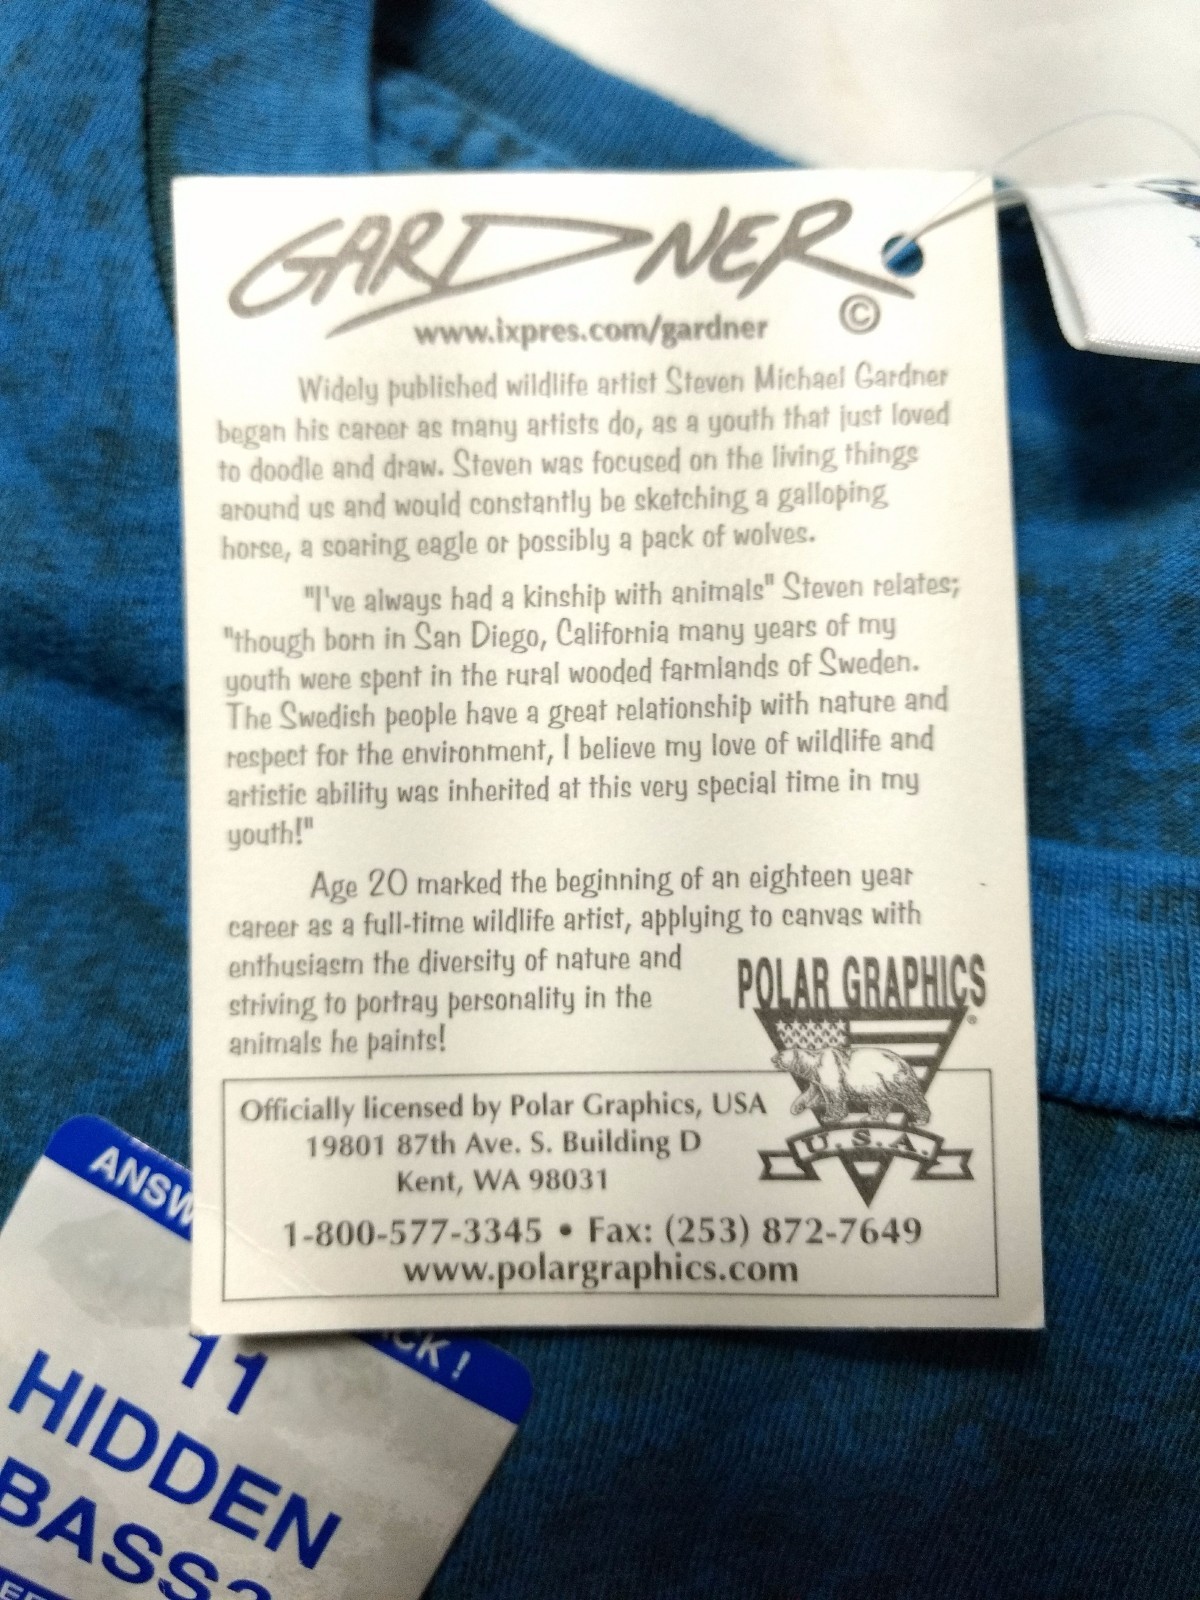 GARDNER
©
www.ixpres.com/gardner
Widely published wildlife artist Steven Michael Gardner
began his career as many artists do, as a youth that just loved
to doodle and draw. Steven was focused on the living things
around us and would constantly be sketching a galloping
horse, a soaring eagle or possibly a pack of wolves.
"I've always had a kinship with animals" Steven relates;
"though born in San Diego, California many years of my
youth were spent in the rural wooded farmlands of Sweden.
The Swedish people have a great relationship with nature and
respect for the environment, I believe my love of wildlife and
artistic ability was inherited at this very special time in my
youth!"
Age 20 marked the beginning of an eighteen year
career as a full-time wildlife artist, applying to canvas with
enthusiasm the diversity of nature and
striving to portray personality in the
animals he paints!
POLAR GRAPHICS®
U.S.A.
Officially licensed by Polar Graphics, USA
19801 87th Ave. S. Building D
Kent, WA 98031
1-800-577-3345 • Fax: (253) 872-7649
www.polargraphics.com
11
HIDDEN
BASS?